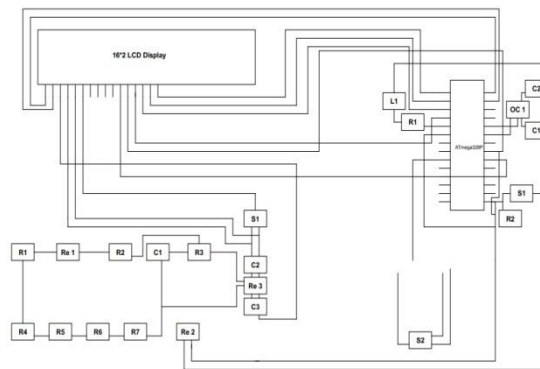 16*2 LCD Display
L1
R1
ATmega328P
C2
OC 1
C1
S1
R2
S1
R1
Re 1
R2
C1
R3
C2
Re 3
C3
R4
R5
R6
R7
Re 2
S2